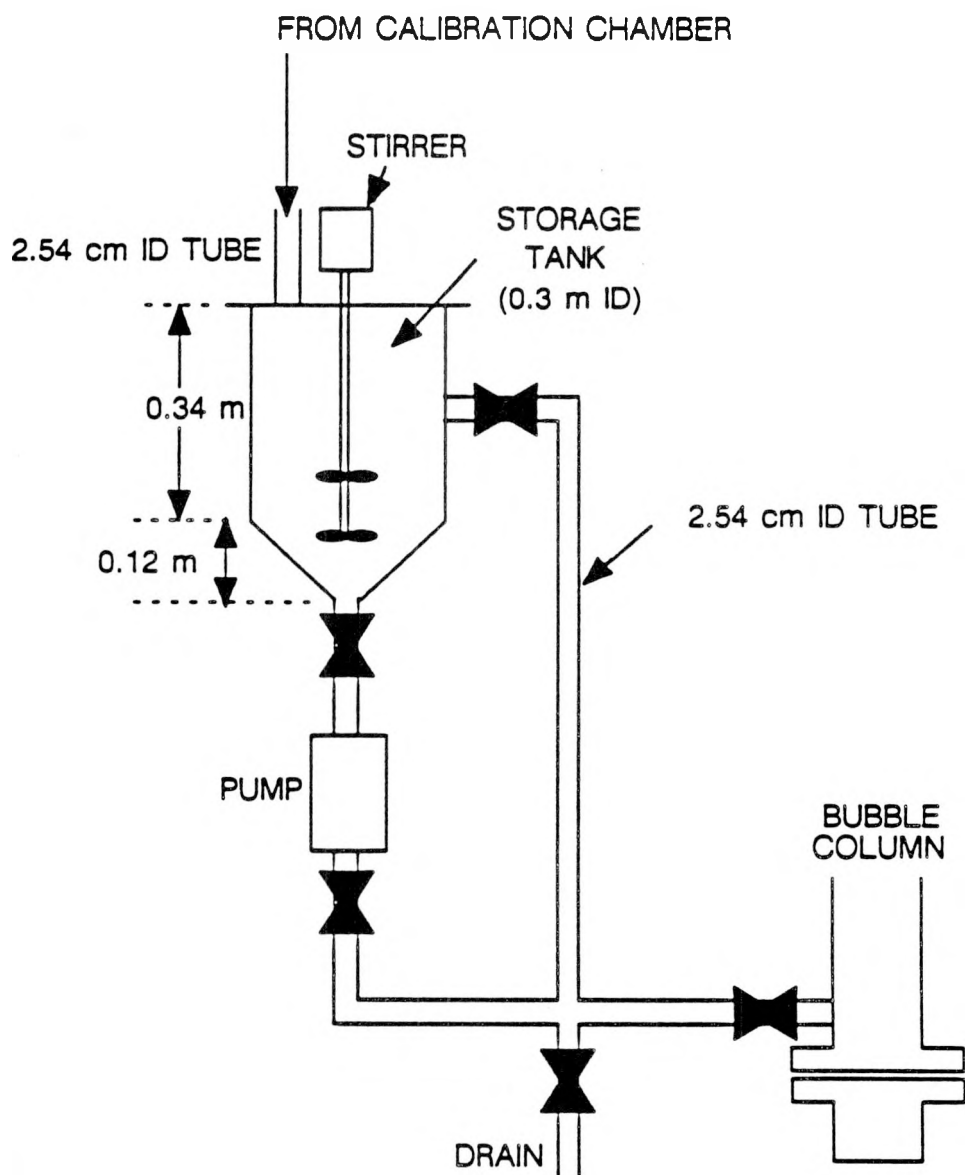 FROM CALIBRATION CHAMBER
STIRRER
2.54 cm ID TUBE
STORAGE
TANK
(0.3 m ID)
0.34 m
0.12 m
2.54 cm ID TUBE
PUMP
BUBBLE
COLUMN
DRAIN